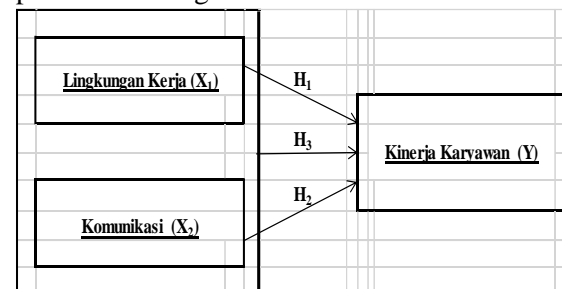 Lingkungan Kerja (X₁)
H₁
H₃
Kinerja Karyawan (Y)
H₂
Komunikasi (X₂)